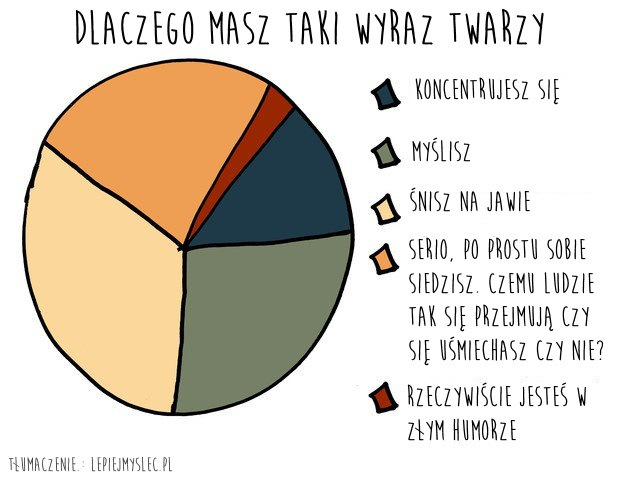 DLACZEGO MASZ TAKI WYRAZ TWARZY
KONCENTRUJESZ SIĘ
MYŚLISZ
ŚNISZ NA JAWIE
SERIO, PO PROSTU SOBIE
SIEDZISZ. CZEMU LUDZIE
TAK SIĘ PRZEJMUJĄ CZY
SIĘ UŚMIECHASZ CZY NIE?
RZECZYWIŚCIE JESTEŚ W
ZŁYM HUMORZE
TŁUMACZENIE.: LEPIEJMYSLEC.PL